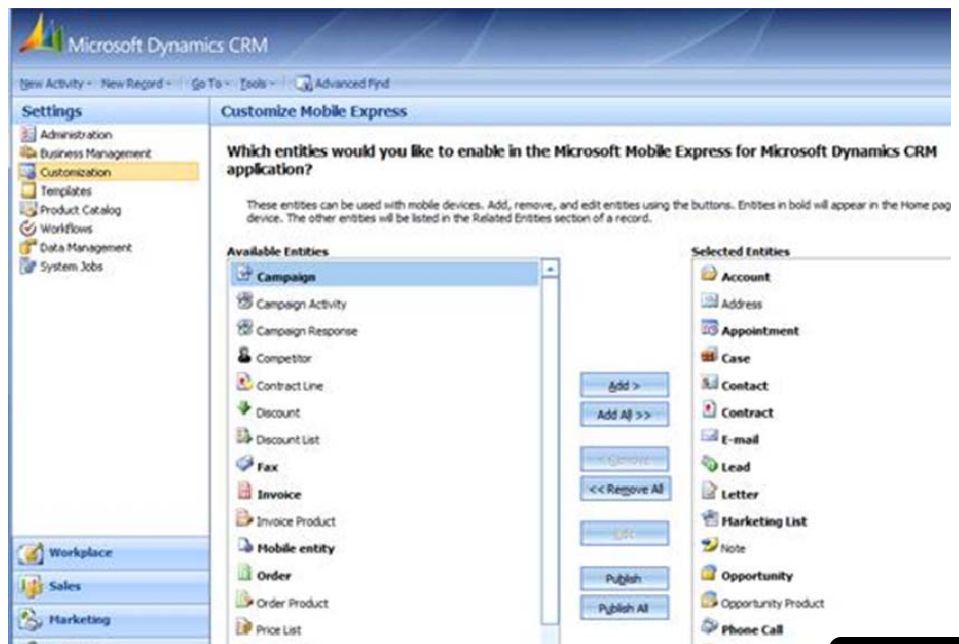 Microsoft Dynamics CRM
New Activity New Record Go To Tools Advanced Find
Settings
Customize Mobile Express
Administration
Business Management
Customization
Templates
Product Catalog
Workflows
Data Management
System Jobs
Which entities would you like to enable in the Microsoft Mobile Express for Microsoft Dynamics CRM
application?
These entities can be used with mobile devices. Add, remove, and edit entities using the buttons. Entities in bold will appear in the Home pag
device. The other entities will be listed in the Related Entities section of a record.
Available Entities
Campaign
Campaign Activity
Campaign Response
Competitor
Contract Line
Discount
Discount List
Fax
Invoice
Invoice Product
Mobile entity
Order
Order Product
Price List
Add >
Add All >>
< Remove
<< Remove All
Edit
Publish
Publish All
Selected Entities
Account
Address
Appointment
Case
Contact
Contract
E-mail
Lead
Letter
Marketing List
Note
Opportunity
Opportunity Product
Phone Call
Workplace
Sales
Marketing